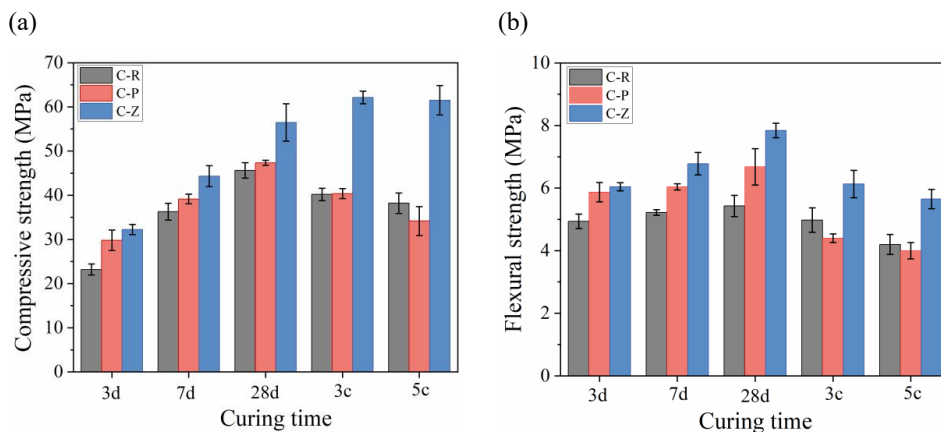 (a)
(b)
Compressive strength (MPa)
70
60
50
40
30
20
10
0
C-R
C-P
C-Z
3d 7d 28d 3c 5c
Curing time
Flexural strength (MPa)
10
8
6
4
2
0
C-R
C-P
C-Z
3d 7d 28d 3c 5c
Curing time